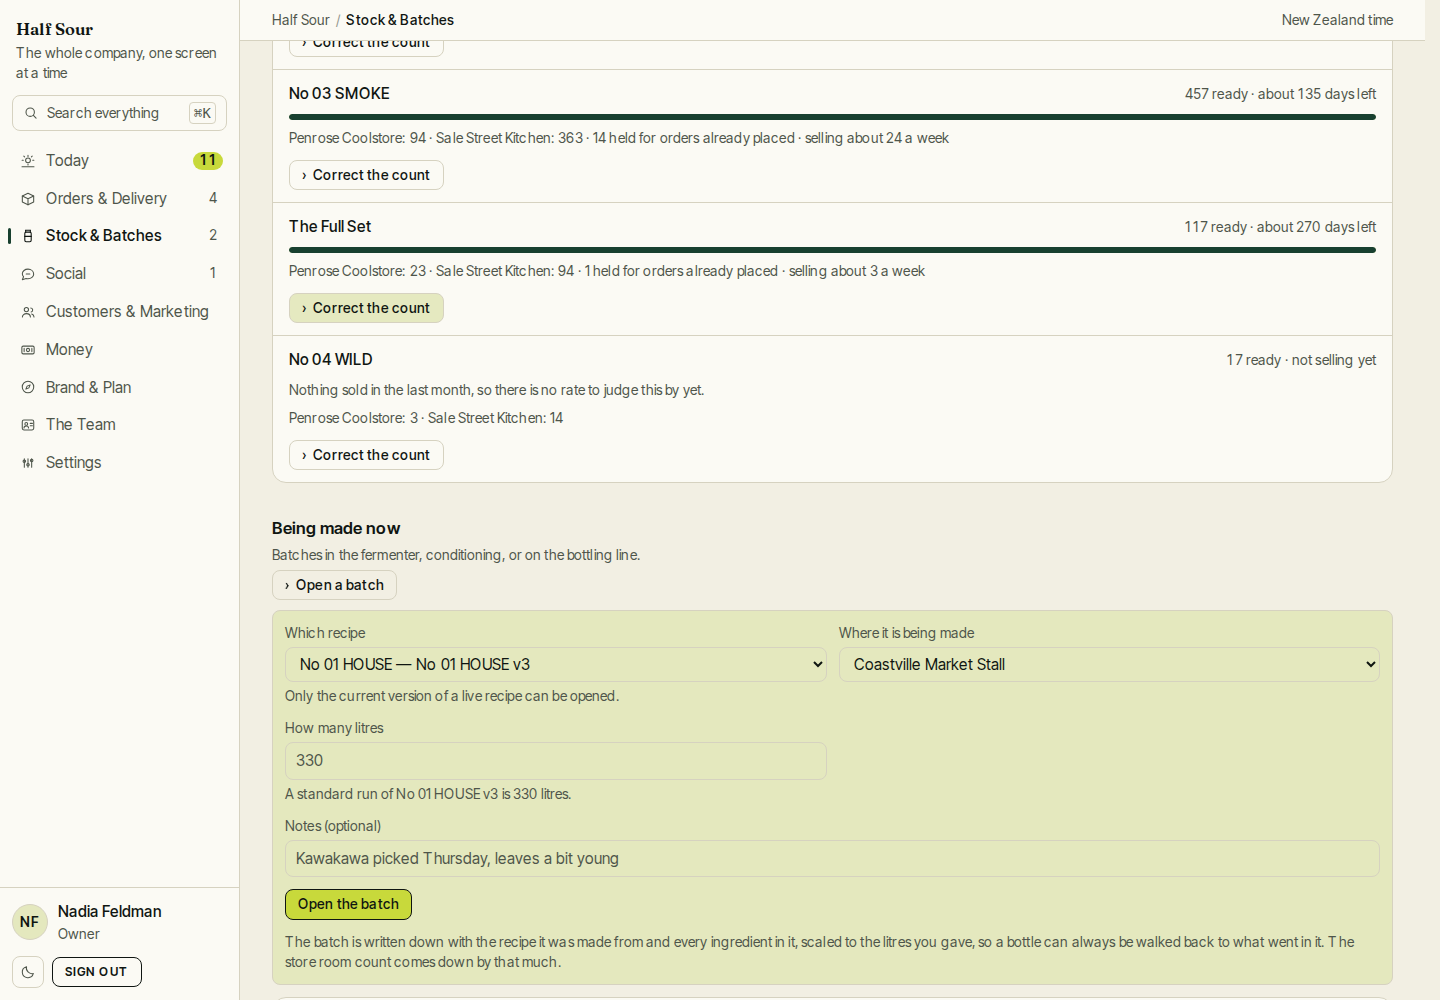 Half Sour
The whole company, one screen
at a time
Search everything ⌘K
Today 11
Orders & Delivery 4
Stock & Batches 2
Social 1
Customers & Marketing
Money
Brand & Plan
The Team
Settings
NF
Nadia Feldman
Owner
SIGN OUT
Half Sour / Stock & Batches
New Zealand time
› Correct the count
No 03 SMOKE
457 ready · about 135 days left
Penrose Coolstore: 94 · Sale Street Kitchen: 363 · 14 held for orders already placed · selling about 24 a week
› Correct the count
The Full Set
117 ready · about 270 days left
Penrose Coolstore: 23 · Sale Street Kitchen: 94 · 1 held for orders already placed · selling about 3 a week
› Correct the count
No 04 WILD
17 ready · not selling yet
Nothing sold in the last month, so there is no rate to judge this by yet.
Penrose Coolstore: 3 · Sale Street Kitchen: 14
› Correct the count
Being made now
Batches in the fermenter, conditioning, or on the bottling line.
› Open a batch
Which recipe
Where it is being made
No 01 HOUSE — No 01 HOUSE v3
Coastville Market Stall
Only the current version of a live recipe can be opened.
How many litres
330
A standard run of No 01 HOUSE v3 is 330 litres.
Notes (optional)
Kawakawa picked Thursday, leaves a bit young
Open the batch
The batch is written down with the recipe it was made from and every ingredient in it, scaled to the litres you gave, so a bottle can always be walked back to what went in it. The
store room count comes down by that much.